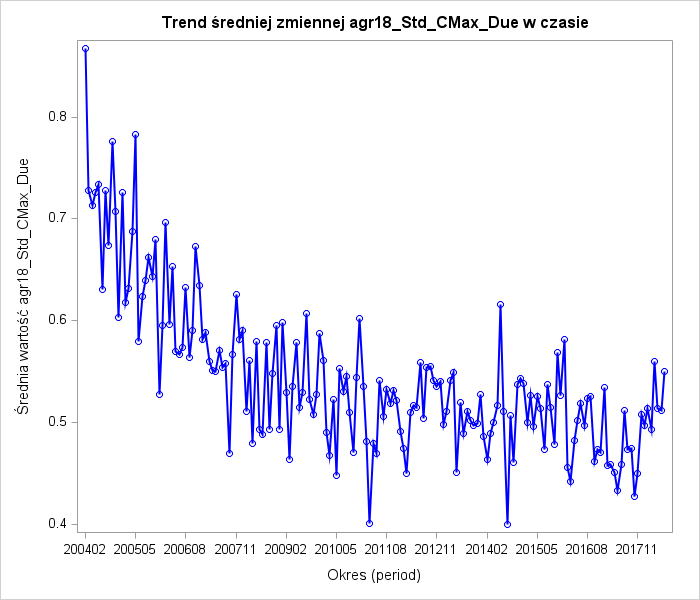 Trend średniej zmiennej agr18_Std_CMax_Due w czasie
Średnia wartość agr18_Std_CMax_Due
0.8
0.7
0.6
0.5
0.4
200402 200505 200608 200711 200902 201005 201108 201211 201402 201505 201608 201711
Okres (period)